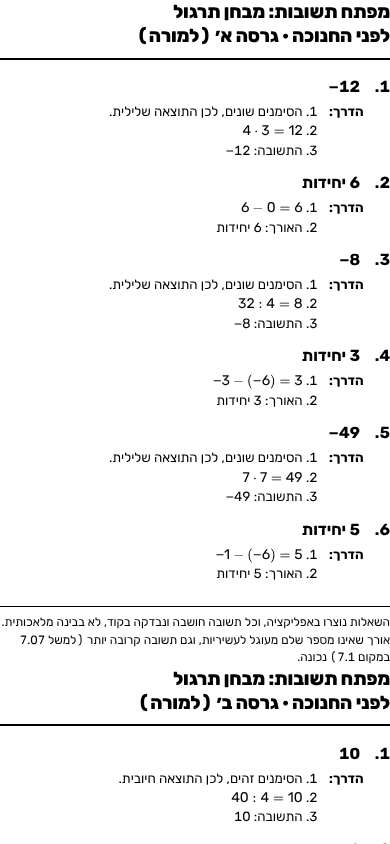 מפתח תשובות: מבחן תרגול
לפני החנוכה • גרסה א׳ (למורה)
1. −12
הדרך: 1. הסימנים שונים, לכן התוצאה שלילית.
2. 4 · 3 = 12
3. התשובה: −12
2. 6 יחידות
הדרך: 1. 6 − 0 = 6
2. האורך: 6 יחידות
3. −8
הדרך: 1. הסימנים שונים, לכן התוצאה שלילית.
2. 32 : 4 = 8
3. התשובה: −8
4. 3 יחידות
הדרך: 1. −3 − (−6) = 3
2. האורך: 3 יחידות
5. −49
הדרך: 1. הסימנים שונים, לכן התוצאה שלילית.
2. 7 · 7 = 49
3. התשובה: −49
6. 5 יחידות
הדרך: 1. −1 − (−6) = 5
2. האורך: 5 יחידות
השאלות נוצרו באפליקציה, וכל תשובה חושבה ונבדקה בקוד, לא בבינה מלאכותית.
אורך שאינו מספר שלם מעוגל לעשיריות, וגם תשובה קרובה יותר (למשל 7.07
במקום 7.1) נכונה.
מפתח תשובות: מבחן תרגול
לפני החנוכה • גרסה ב׳ (למורה)
1. 10
הדרך: 1. הסימנים זהים, לכן התוצאה חיובית.
2. 40 : 4 = 10
3. התשובה: 10